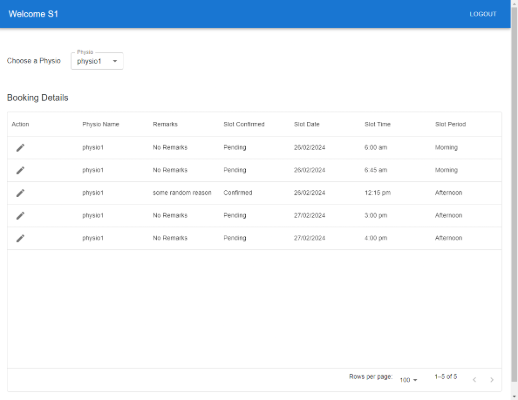 Welcome S1 LOGOUT
Physio
Choose a Physio physio1
Booking Details
Action Physio Name Remarks Slot Confirmed Slot Date Slot Time Slot Period
physio1 No Remarks Pending 26/02/2024 6:00 am Morning
physio1 No Remarks Pending 26/02/2024 6:45 am Morning
physio1 some random reason Confirmed 26/02/2024 12:15 pm Afternoon
physio1 No Remarks Pending 27/02/2024 3:00 pm Afternoon
physio1 No Remarks Pending 27/02/2024 4:00 pm Afternoon
Rows per page: 100 1–5 of 5